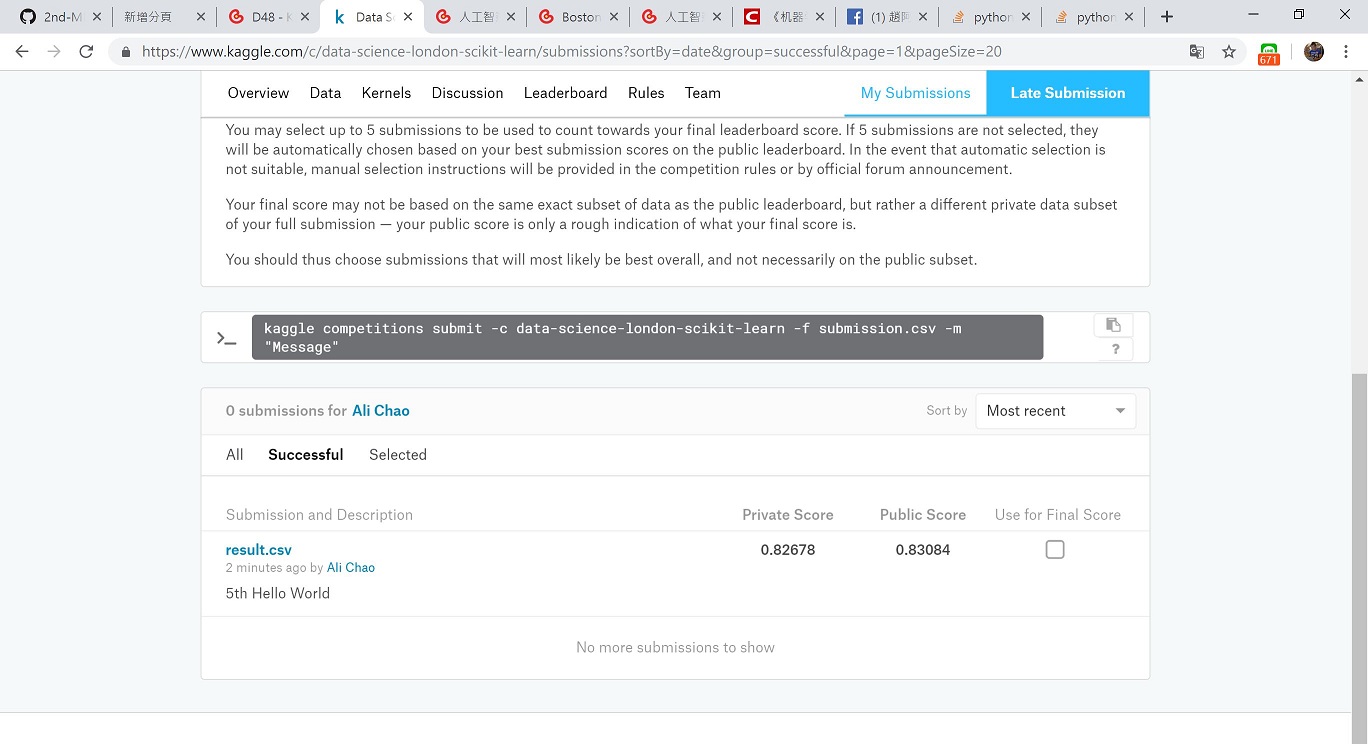 2nd-M
新增分頁
D48 - K
Data Sc
人工智
Boston
人工智
《机器
(1) 趙阿
python
python
https://www.kaggle.com/c/data-science-london-scikit-learn/submissions?sortBy=date&group=successful&page=1&pageSize=20
671
Overview Data Kernels Discussion Leaderboard Rules Team My Submissions Late Submission
You may select up to 5 submissions to be used to count towards your final leaderboard score. If 5 submissions are not selected, they
will be automatically chosen based on your best submission scores on the public leaderboard. In the event that automatic selection is
not suitable, manual selection instructions will be provided in the competition rules or by official forum announcement.
Your final score may not be based on the same exact subset of data as the public leaderboard, but rather a different private data subset
of your full submission — your public score is only a rough indication of what your final score is.
You should thus choose submissions that will most likely be best overall, and not necessarily on the public subset.
kaggle competitions submit -c data-science-london-scikit-learn -f submission.csv -m
"Message"
?
0 submissions for Ali Chao Sort by Most recent
All Successful Selected
Submission and Description Private Score Public Score Use for Final Score
result.csv 0.82678 0.83084
2 minutes ago by Ali Chao
5th Hello World
No more submissions to show